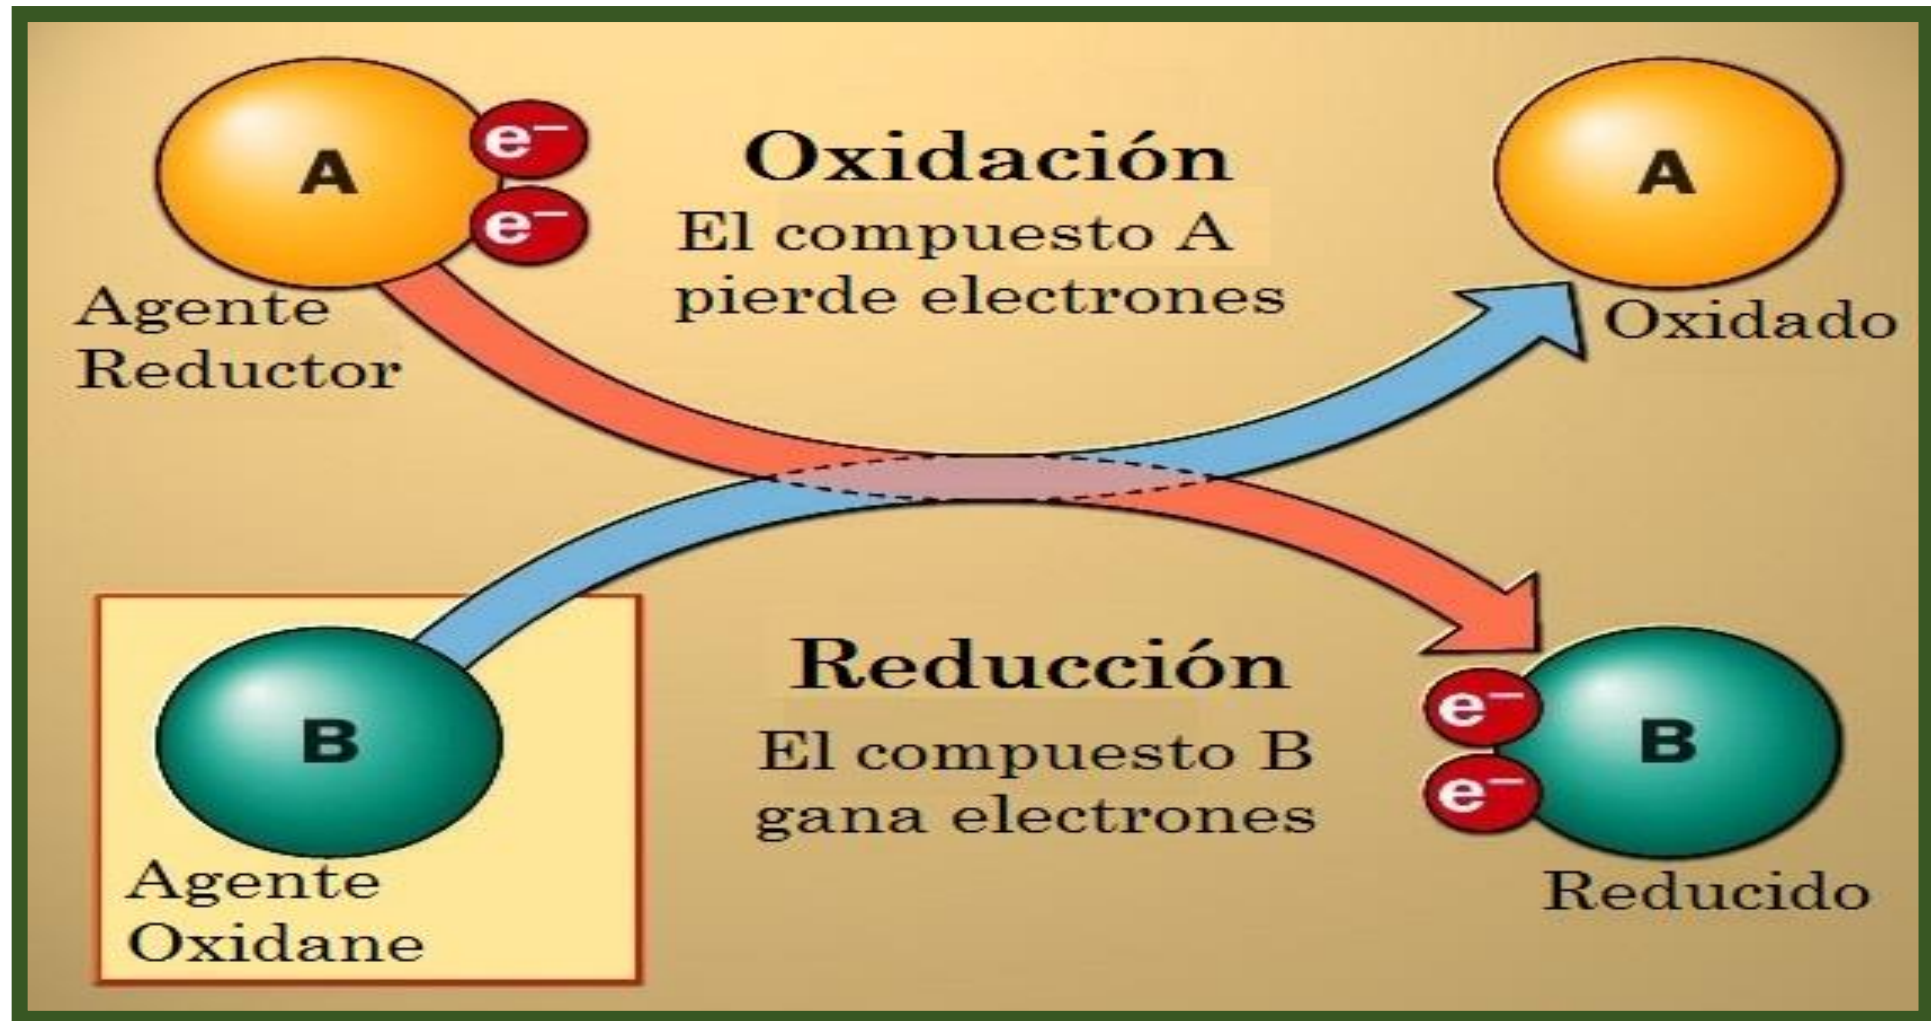 A
e⁻
e⁻
Oxidación
El compuesto A
pierde electrones
Agente
Reductor
A
Oxidado
B
Agente
Oxidane
Reducción
El compuesto B
gana electrones
e⁻
e⁻
B
Reducido